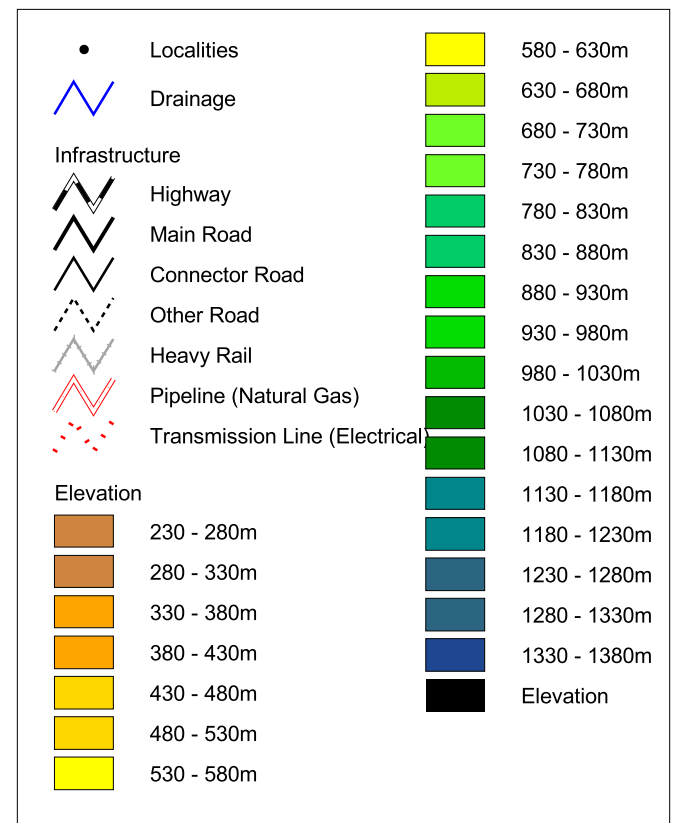 Localities
Drainage
Infrastructure
Highway
Main Road
Connector Road
Other Road
Heavy Rail
Pipeline (Natural Gas)
Transmission Line (Electrical)
Elevation
230 - 280m
280 - 330m
330 - 380m
380 - 430m
430 - 480m
480 - 530m
530 - 580m
580 - 630m
630 - 680m
680 - 730m
730 - 780m
780 - 830m
830 - 880m
880 - 930m
930 - 980m
980 - 1030m
1030 - 1080m
1080 - 1130m
1130 - 1180m
1180 - 1230m
1230 - 1280m
1280 - 1330m
1330 - 1380m
Elevation